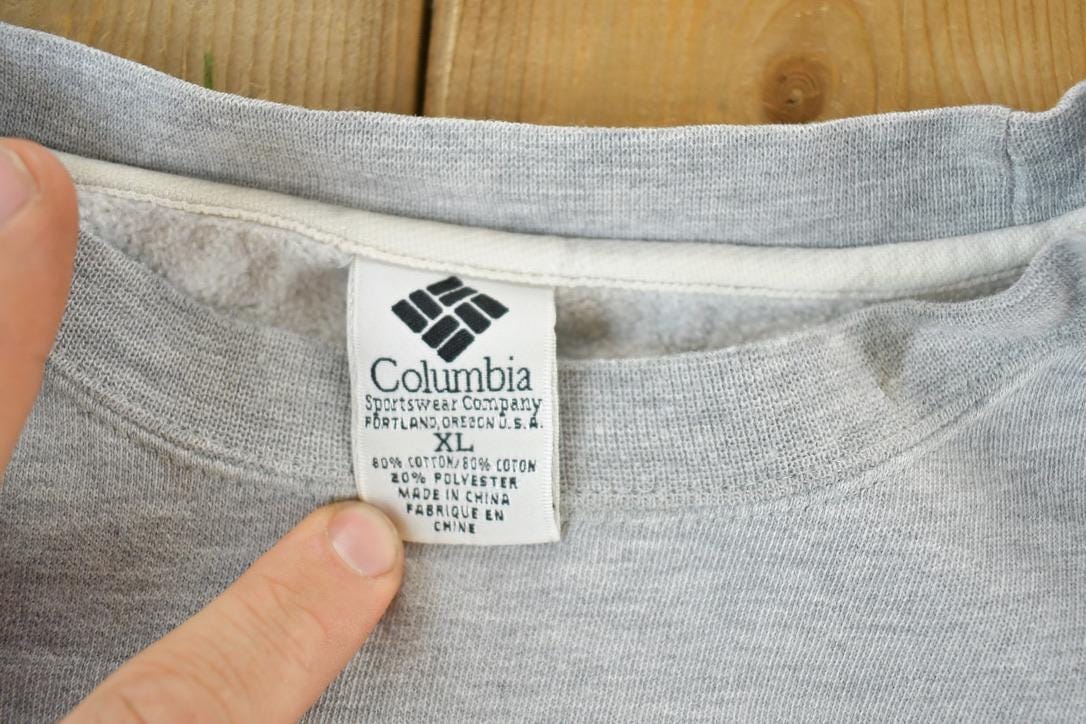 Columbia
Sportswear Company
PORTLAND, OREGON U.S.A.
XL
80% COTTON/80% COTON
20% POLYESTER
MADE IN CHINA
FABRIQUE EN
CHINE